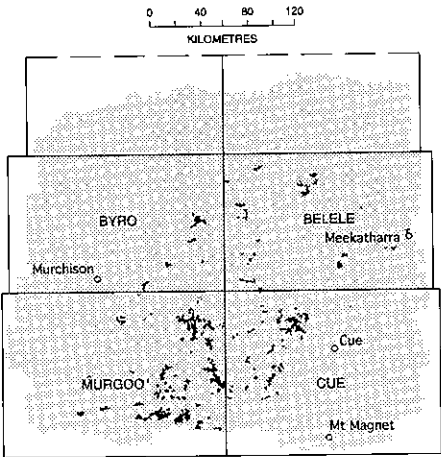 0 40 80 120
KILOMETRES
BYRO
BELELE
Meekatharra
Murchison
Cue
MURGOO
CUE
Mt Magnet